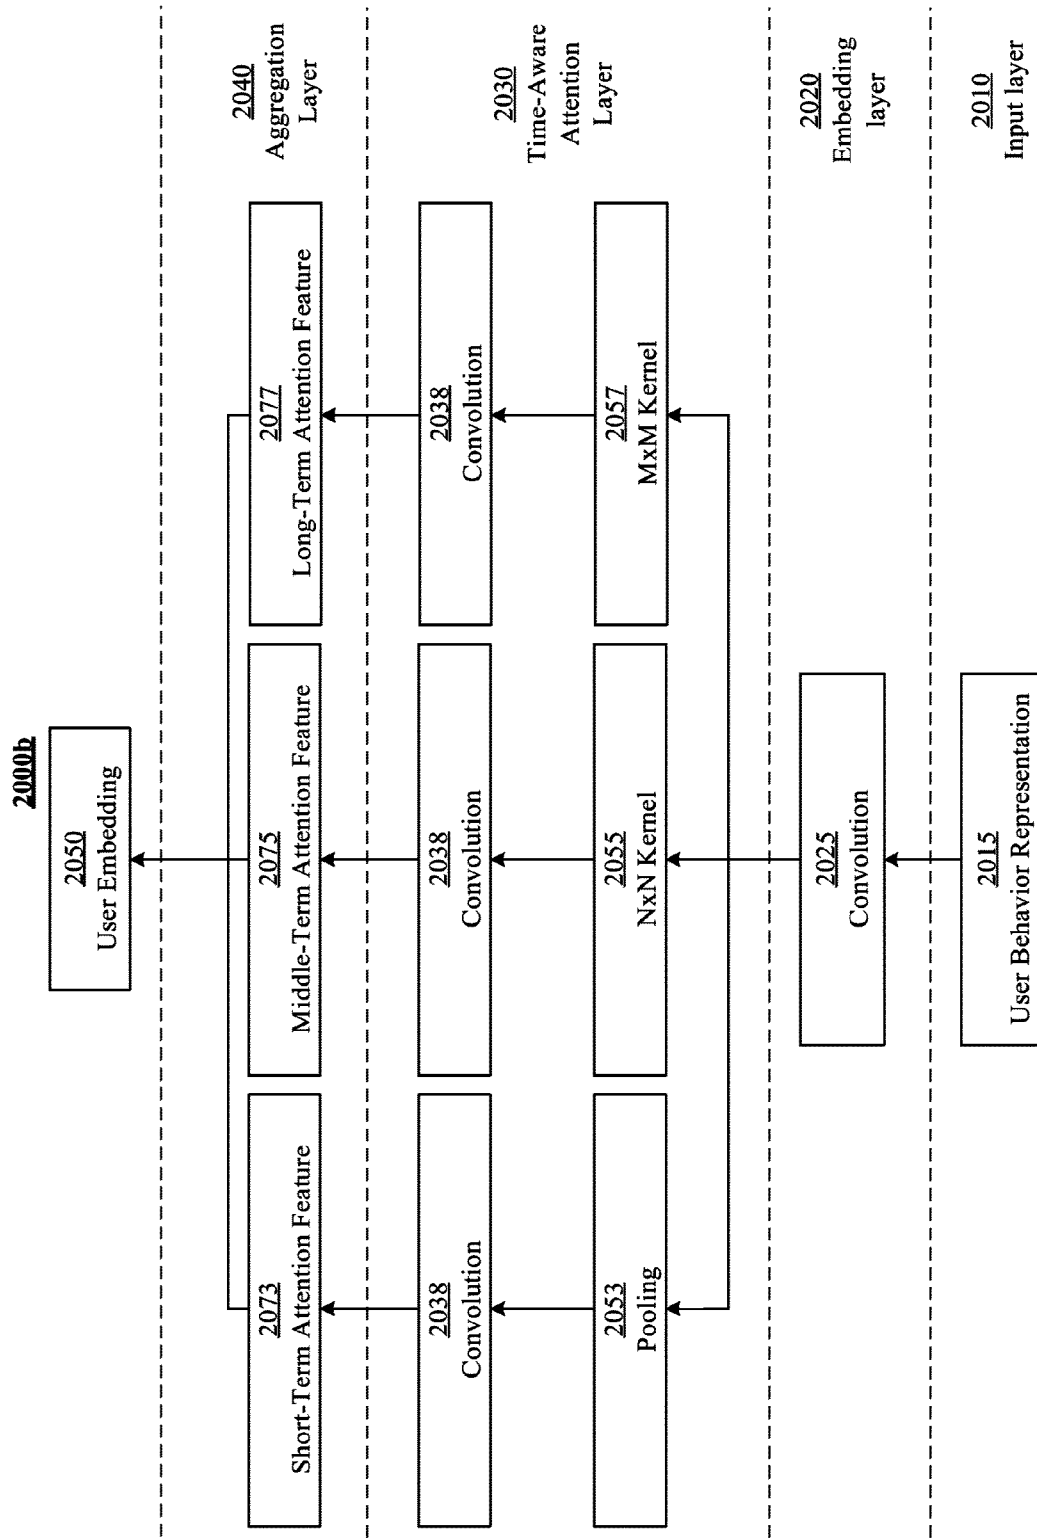 2000b
2050
User Embedding
2040
Aggregation
Layer
2073
Short-Term Attention Feature
2075
Middle-Term Attention Feature
2077
Long-Term Attention Feature
2030
Time-Aware
Attention
Layer
2038
Convolution
2038
Convolution
2038
Convolution
2053
Pooling
2055
NxN Kernel
2057
MxM Kernel
2020
Embedding
layer
2025
Convolution
2010
Input layer
2015
User Behavior Representation